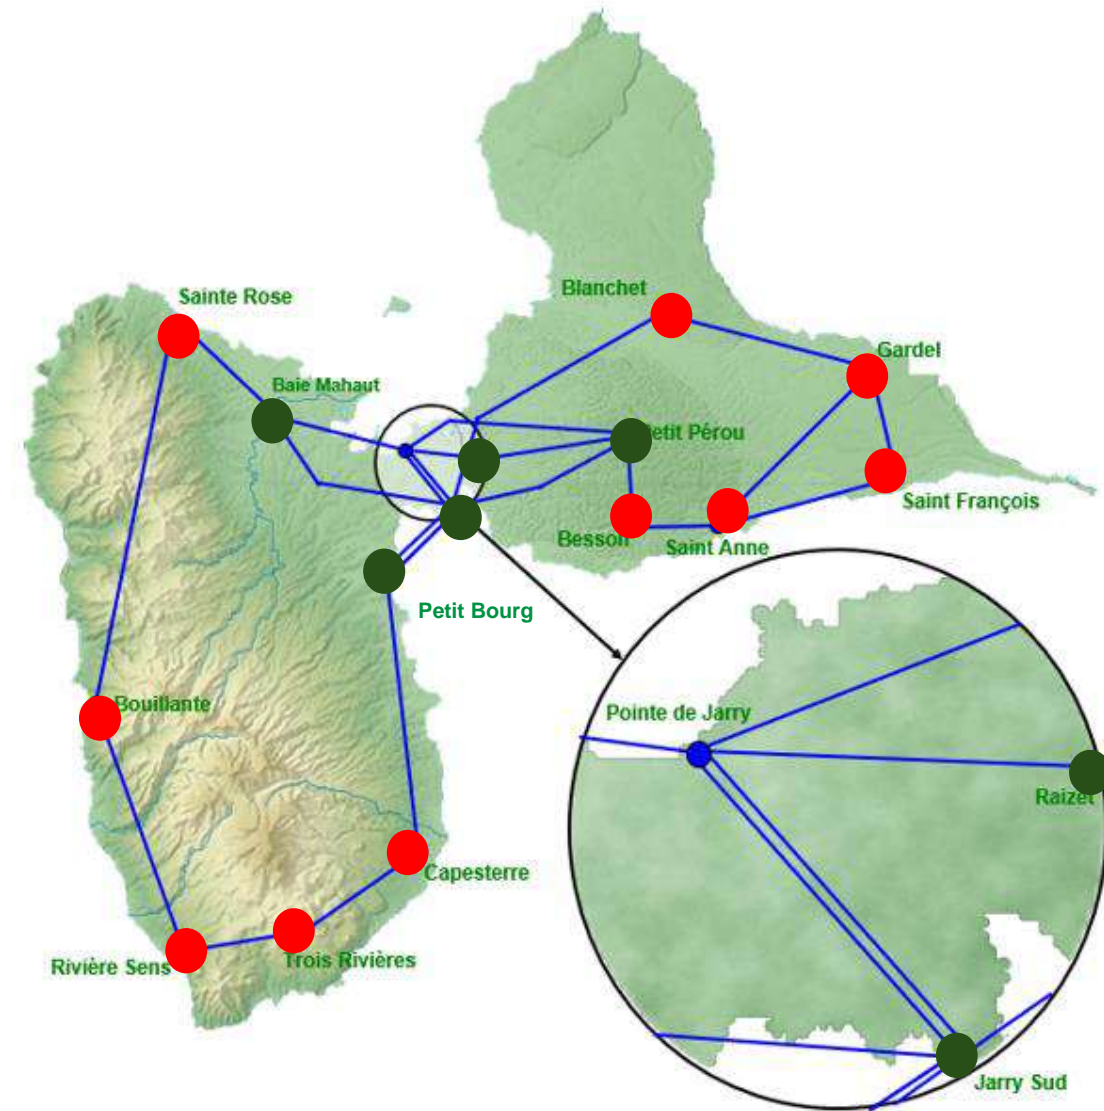 Sainte Rose
Blanchet
Gardel
Baie Mahaut
Petit Pérou
Saint François
Besson
Saint Anne
Petit Bourg
Bouillante
Pointe de Jarry
Raizet
Capesterre
Rivière Sens
Trois Rivières
Jarry Sud